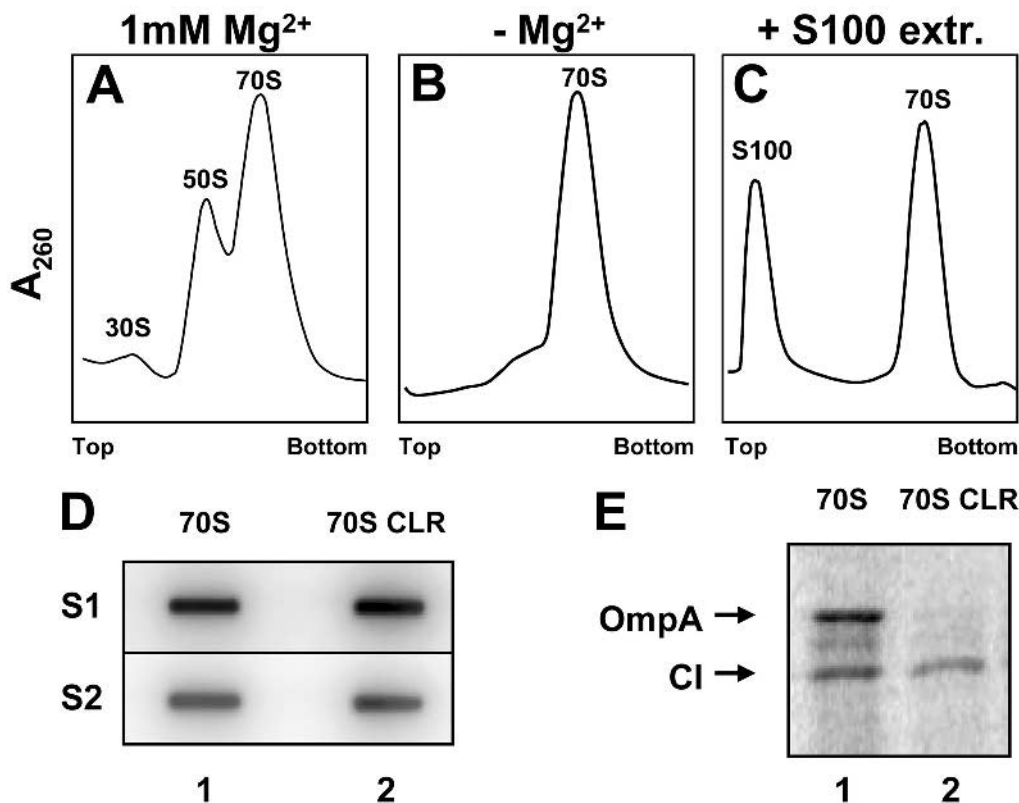 1mM Mg²⁺ - Mg²⁺ + S100 extr.
A B C
70S 70S 70S
50S S100
30S
A₂₆₀
Top Bottom Top Bottom Top Bottom
D 70S 70S CLR E 70S 70S CLR
S1
OmpA
CI
S2
1 2 1 2